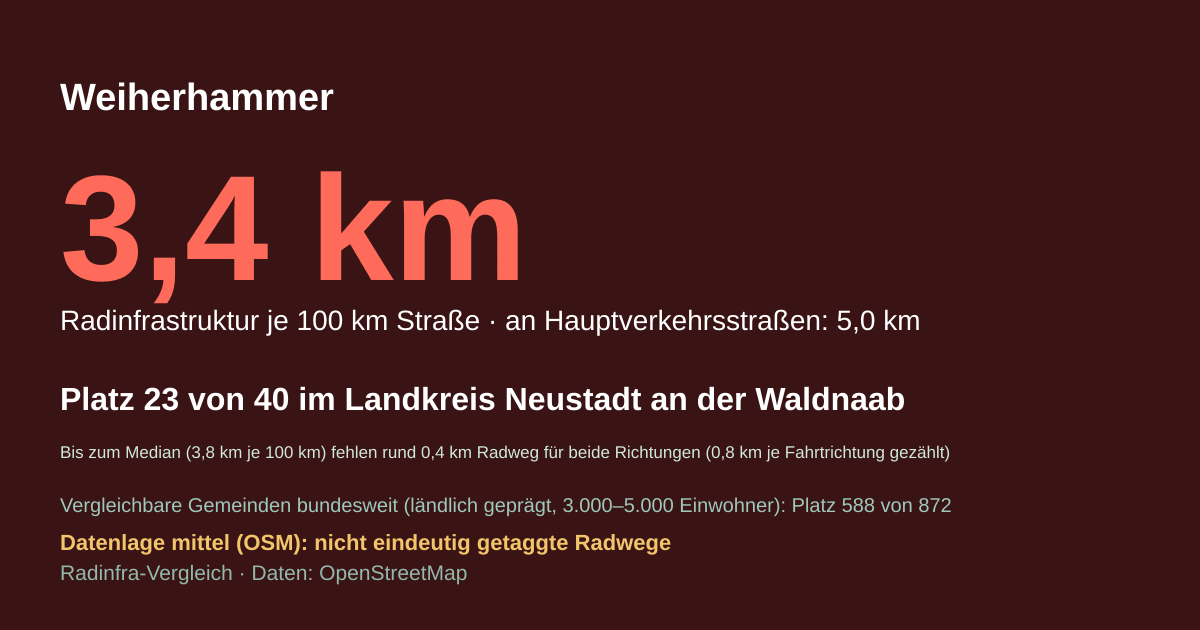 Weiherhammer
3,4 km
Radinfrastruktur je 100 km Straße · an Hauptverkehrsstraßen: 5,0 km
Platz 23 von 40 im Landkreis Neustadt an der Waldnaab
Bis zum Median (3,8 km je 100 km) fehlen rund 0,4 km Radweg für beide Richtungen (0,8 km je Fahrtrichtung gezählt)
Vergleichbare Gemeinden bundesweit (ländlich geprägt, 3.000–5.000 Einwohner): Platz 588 von 872
Datenlage mittel (OSM): nicht eindeutig getaggte Radwege
Radinfra-Vergleich · Daten: OpenStreetMap